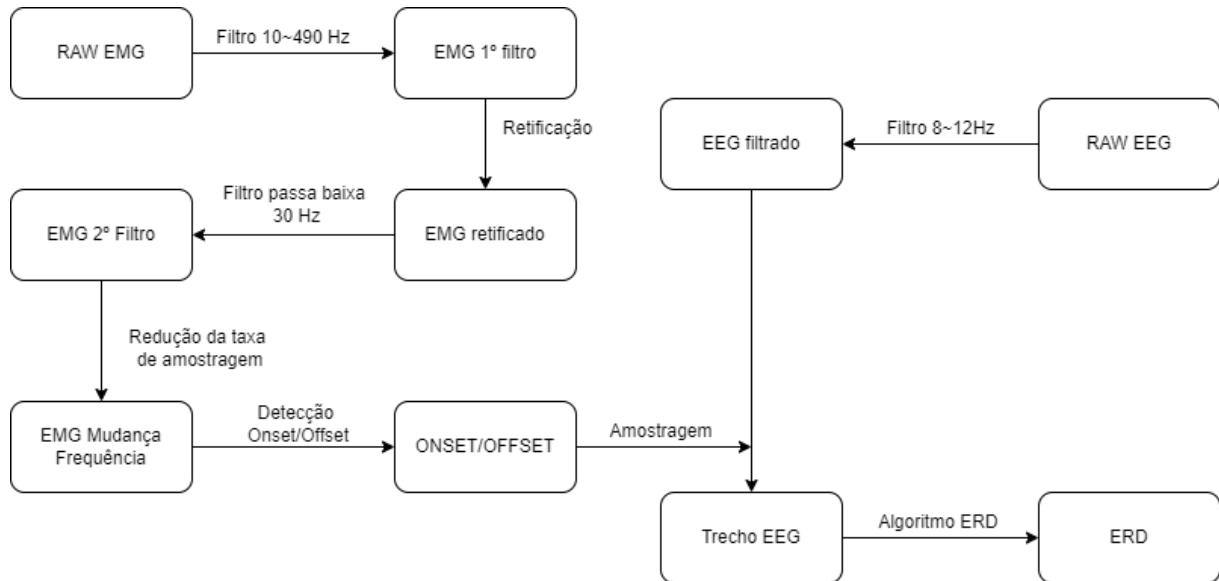 RAW EMG
Filtro 10~490 Hz
EMG 1º filtro
Retificação
EEG filtrado
Filtro 8~12Hz
RAW EEG
EMG 2º Filtro
Filtro passa baixa
30 Hz
EMG retificado
Redução da taxa
de amostragem
EMG Mudança
Frequência
Detecção
Onset/Offset
ONSET/OFFSET
Amostragem
Trecho EEG
Algoritmo ERD
ERD